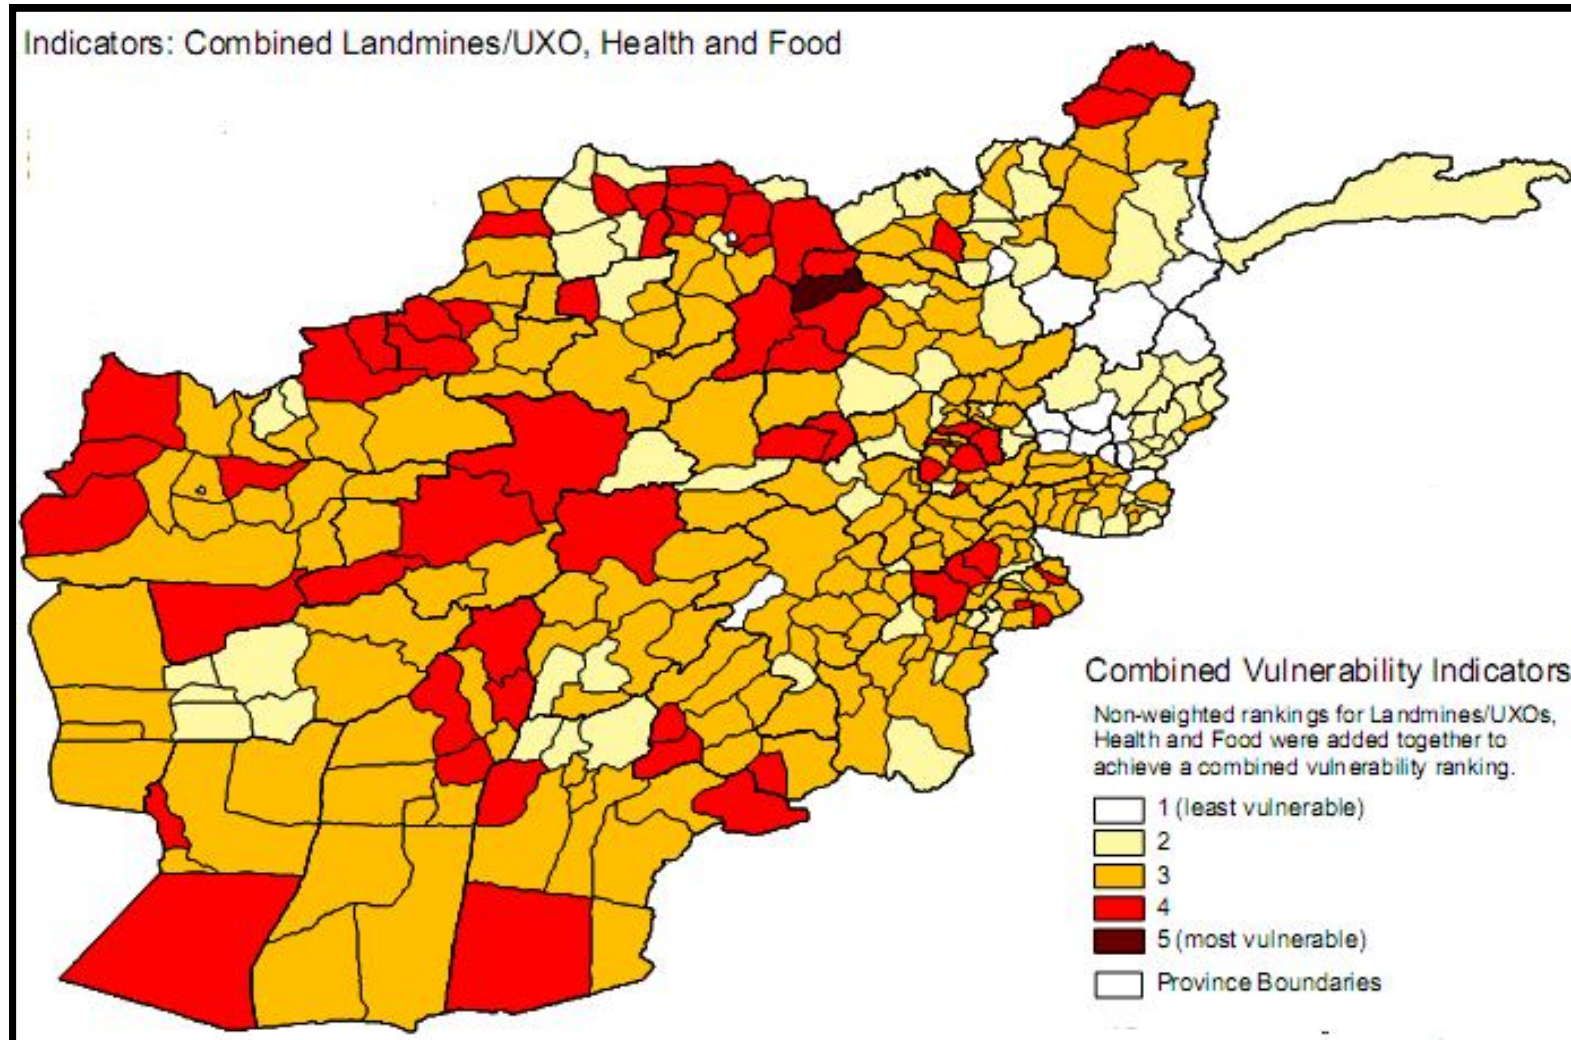 Indicators: Combined Landmines/UXO, Health and Food
Combined Vulnerability Indicators
Non-weighted rankings for Landmines/UXOs,
Health and Food were added together to
achieve a combined vulnerability ranking.
1 (least vulnerable)
2
3
4
5 (most vulnerable)
Province Boundaries